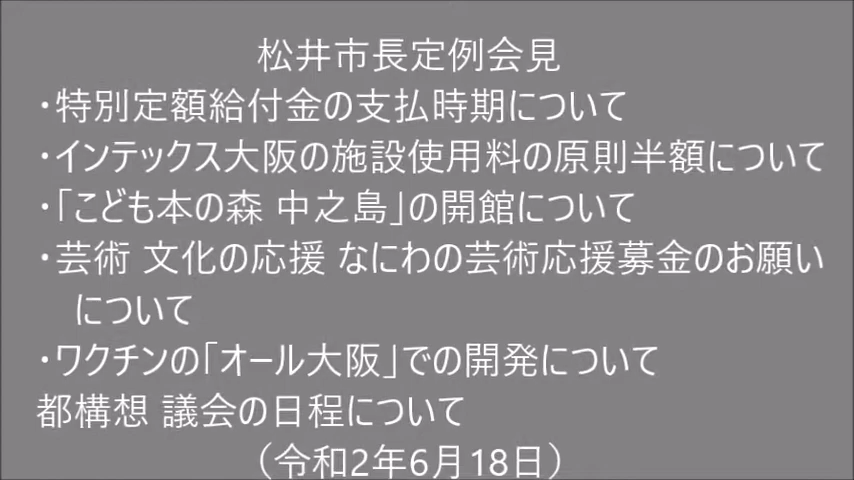 松井市長定例会見
・特別定額給付金の支払時期について
・インテックス大阪の施設使用料の原則半額について
・「こども本の森 中之島」の開館について
・芸術 文化の応援 なにわの芸術応援募金のお願い
について
・ワクチンの「オール大阪」での開発について
都構想 議会の日程について
（令和2年6月18日）